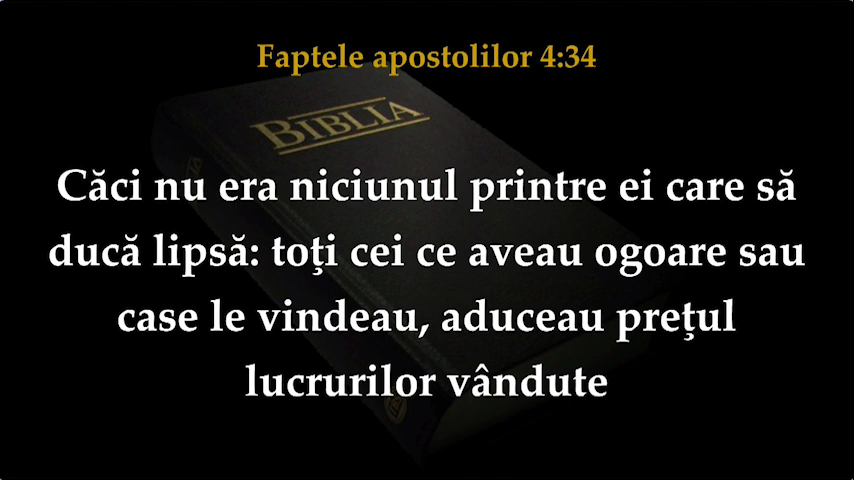 Faptele apostolilor 4:34
BIBLIA
Căci nu era niciunul printre ei care să
ducă lipsă: toţi cei ce aveau ogoare sau
case le vindeau, aduceau preţul
lucrurilor vândute